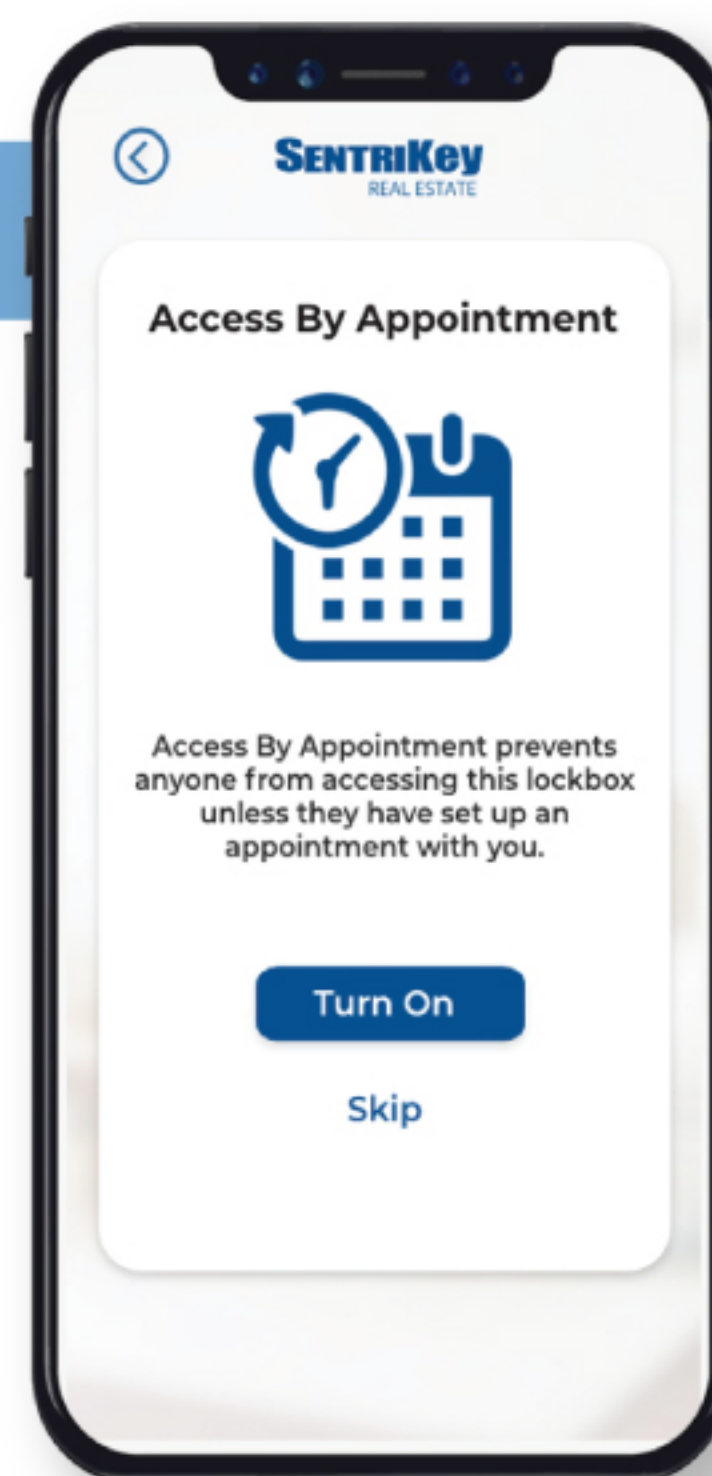 SENTRIKEY
REAL ESTATE
Access By Appointment
Access By Appointment prevents
anyone from accessing this lockbox
unless they have set up an
appointment with you.
Turn On
Skip